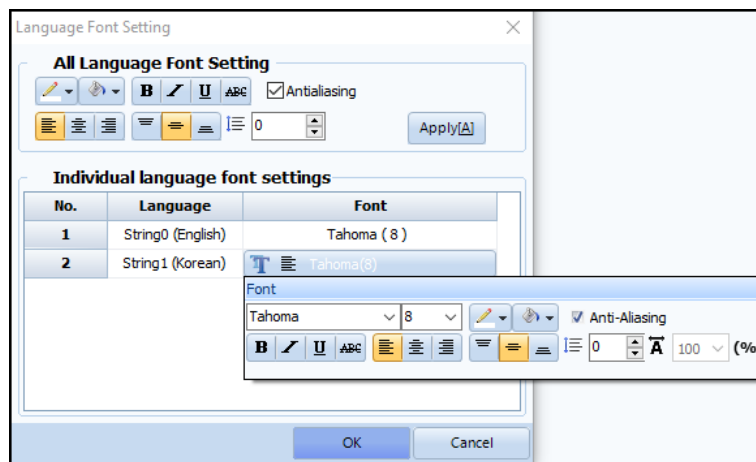 Language Font Setting
All Language Font Setting
B I U ABC Antialiasing
0 Apply[A]
Individual language font settings
No. Language Font
1 String0 (English) Tahoma ( 8 )
2 String1 (Korean) T Tahoma(8)
Font
Tahoma 8 Anti-Aliasing
B I U ABC 0 A 100 (%
OK Cancel